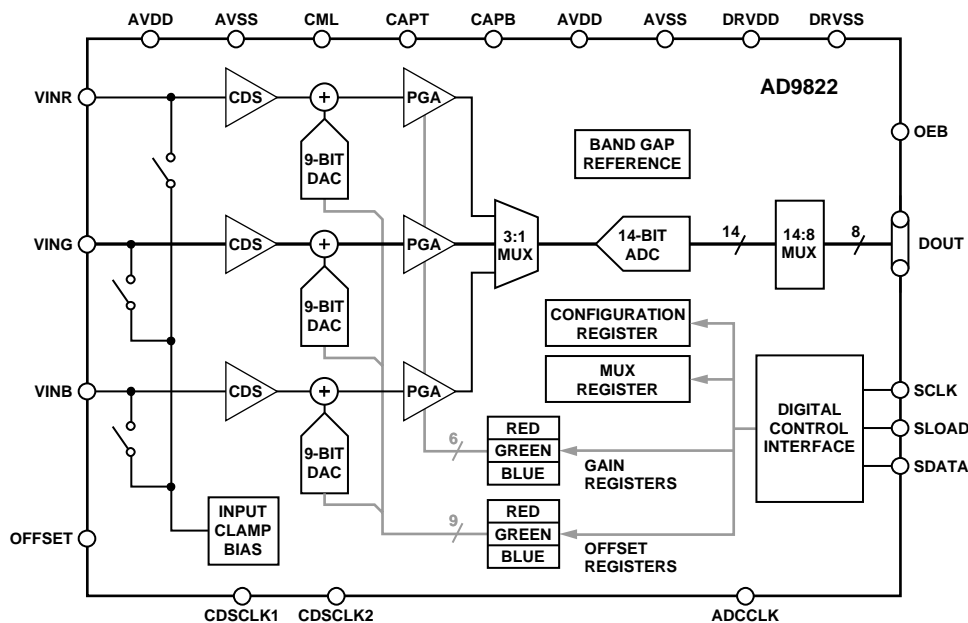 AVDD AVSS CML CAPT CAPB AVDD AVSS DRVDD DRVSS
AD9822
VINR
CDS
+
PGA
9-BIT
DAC
BAND GAP
REFERENCE
OEB
VING
CDS
+
PGA
3:1
MUX
14-BIT
ADC
14
14:8
MUX
8
DOUT
9-BIT
DAC
CONFIGURATION
REGISTER
MUX
REGISTER
VINB
CDS
+
PGA
9-BIT
DAC
DIGITAL
CONTROL
INTERFACE
SCLK
SLOAD
SDATA
6
RED
GREEN
BLUE
GAIN
REGISTERS
9
RED
GREEN
BLUE
OFFSET
REGISTERS
INPUT
CLAMP
BIAS
OFFSET
CDSCLK1 CDSCLK2 ADCCLK